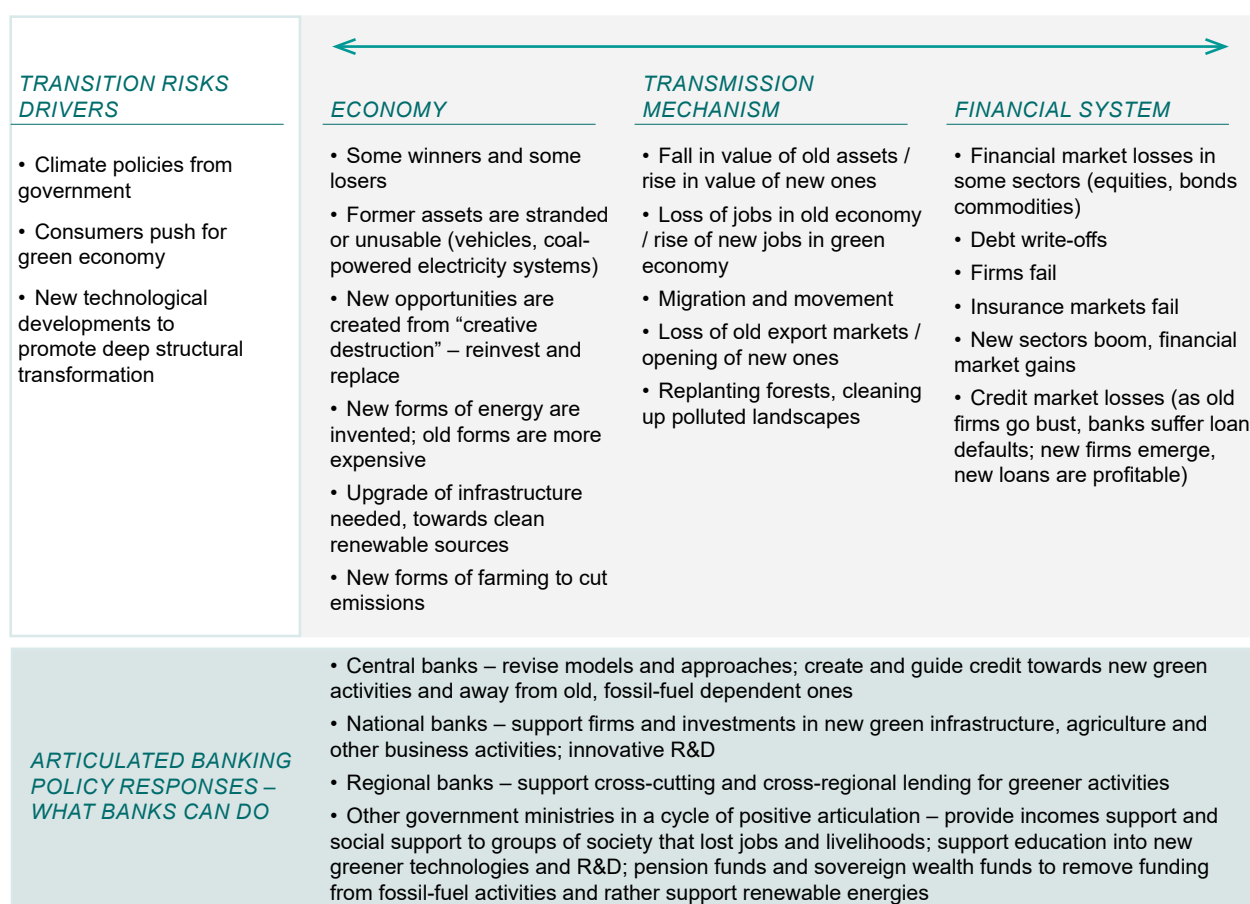 TRANSITION RISKS
DRIVERS
• Climate policies from
government
• Consumers push for
green economy
• New technological
developments to
promote deep structural
transformation
ECONOMY
• Some winners and some
losers
• Former assets are stranded
or unusable (vehicles, coal-
powered electricity systems)
• New opportunities are
created from “creative
destruction” – reinvest and
replace
• New forms of energy are
invented; old forms are more
expensive
• Upgrade of infrastructure
needed, towards clean
renewable sources
• New forms of farming to cut
emissions
TRANSMISSION
MECHANISM
• Fall in value of old assets /
rise in value of new ones
• Loss of jobs in old economy
/ rise of new jobs in green
economy
• Migration and movement
• Loss of old export markets /
opening of new ones
• Replanting forests, cleaning
up polluted landscapes
FINANCIAL SYSTEM
• Financial market losses in
some sectors (equities, bonds
commodities)
• Debt write-offs
• Firms fail
• Insurance markets fail
• New sectors boom, financial
market gains
• Credit market losses (as old
firms go bust, banks suffer loan
defaults; new firms emerge,
new loans are profitable)
ARTICULATED BANKING
POLICY RESPONSES –
WHAT BANKS CAN DO
• Central banks – revise models and approaches; create and guide credit towards new green
activities and away from old, fossil-fuel dependent ones
• National banks – support firms and investments in new green infrastructure, agriculture and
other business activities; innovative R&D
• Regional banks – support cross-cutting and cross-regional lending for greener activities
• Other government ministries in a cycle of positive articulation – provide incomes support and
social support to groups of society that lost jobs and livelihoods; support education into new
greener technologies and R&D; pension funds and sovereign wealth funds to remove funding
from fossil-fuel activities and rather support renewable energies